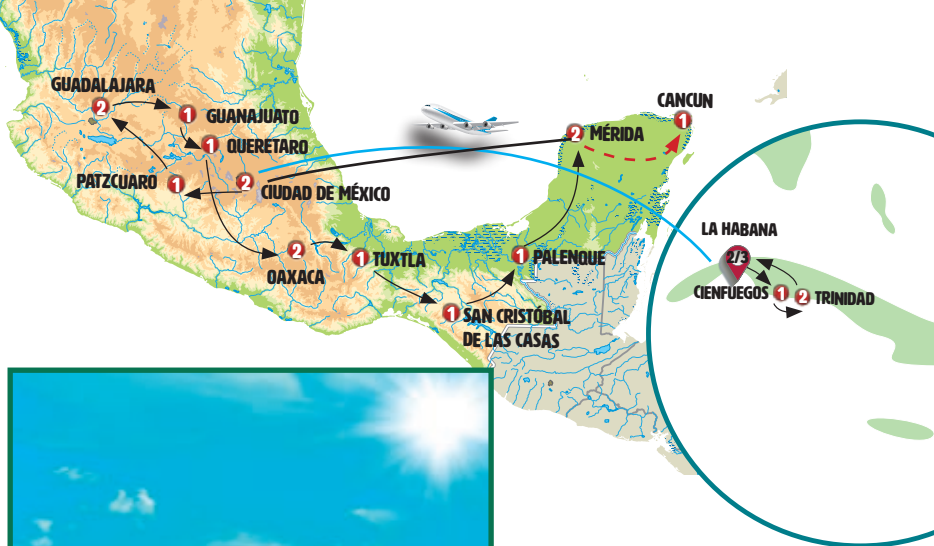 GUADALAJARA
2
1
GUANAJUATO
1
QUERETARO
PATZCUARO
1
2
CIUDAD DE MÉXICO
2
OAXACA
1
TUXTLA
1
SAN CRISTÓBAL
DE LAS CASAS
1
PALENQUE
2
MÉRIDA
CANCUN
1
LA HABANA
2/3
CIENFUEGOS
1
2
TRINIDAD